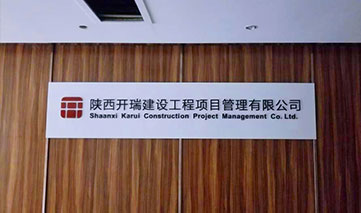 陕西开瑞建设工程项目管理有限公司
Shaanxi Karui Construction Project Management Co. Ltd.